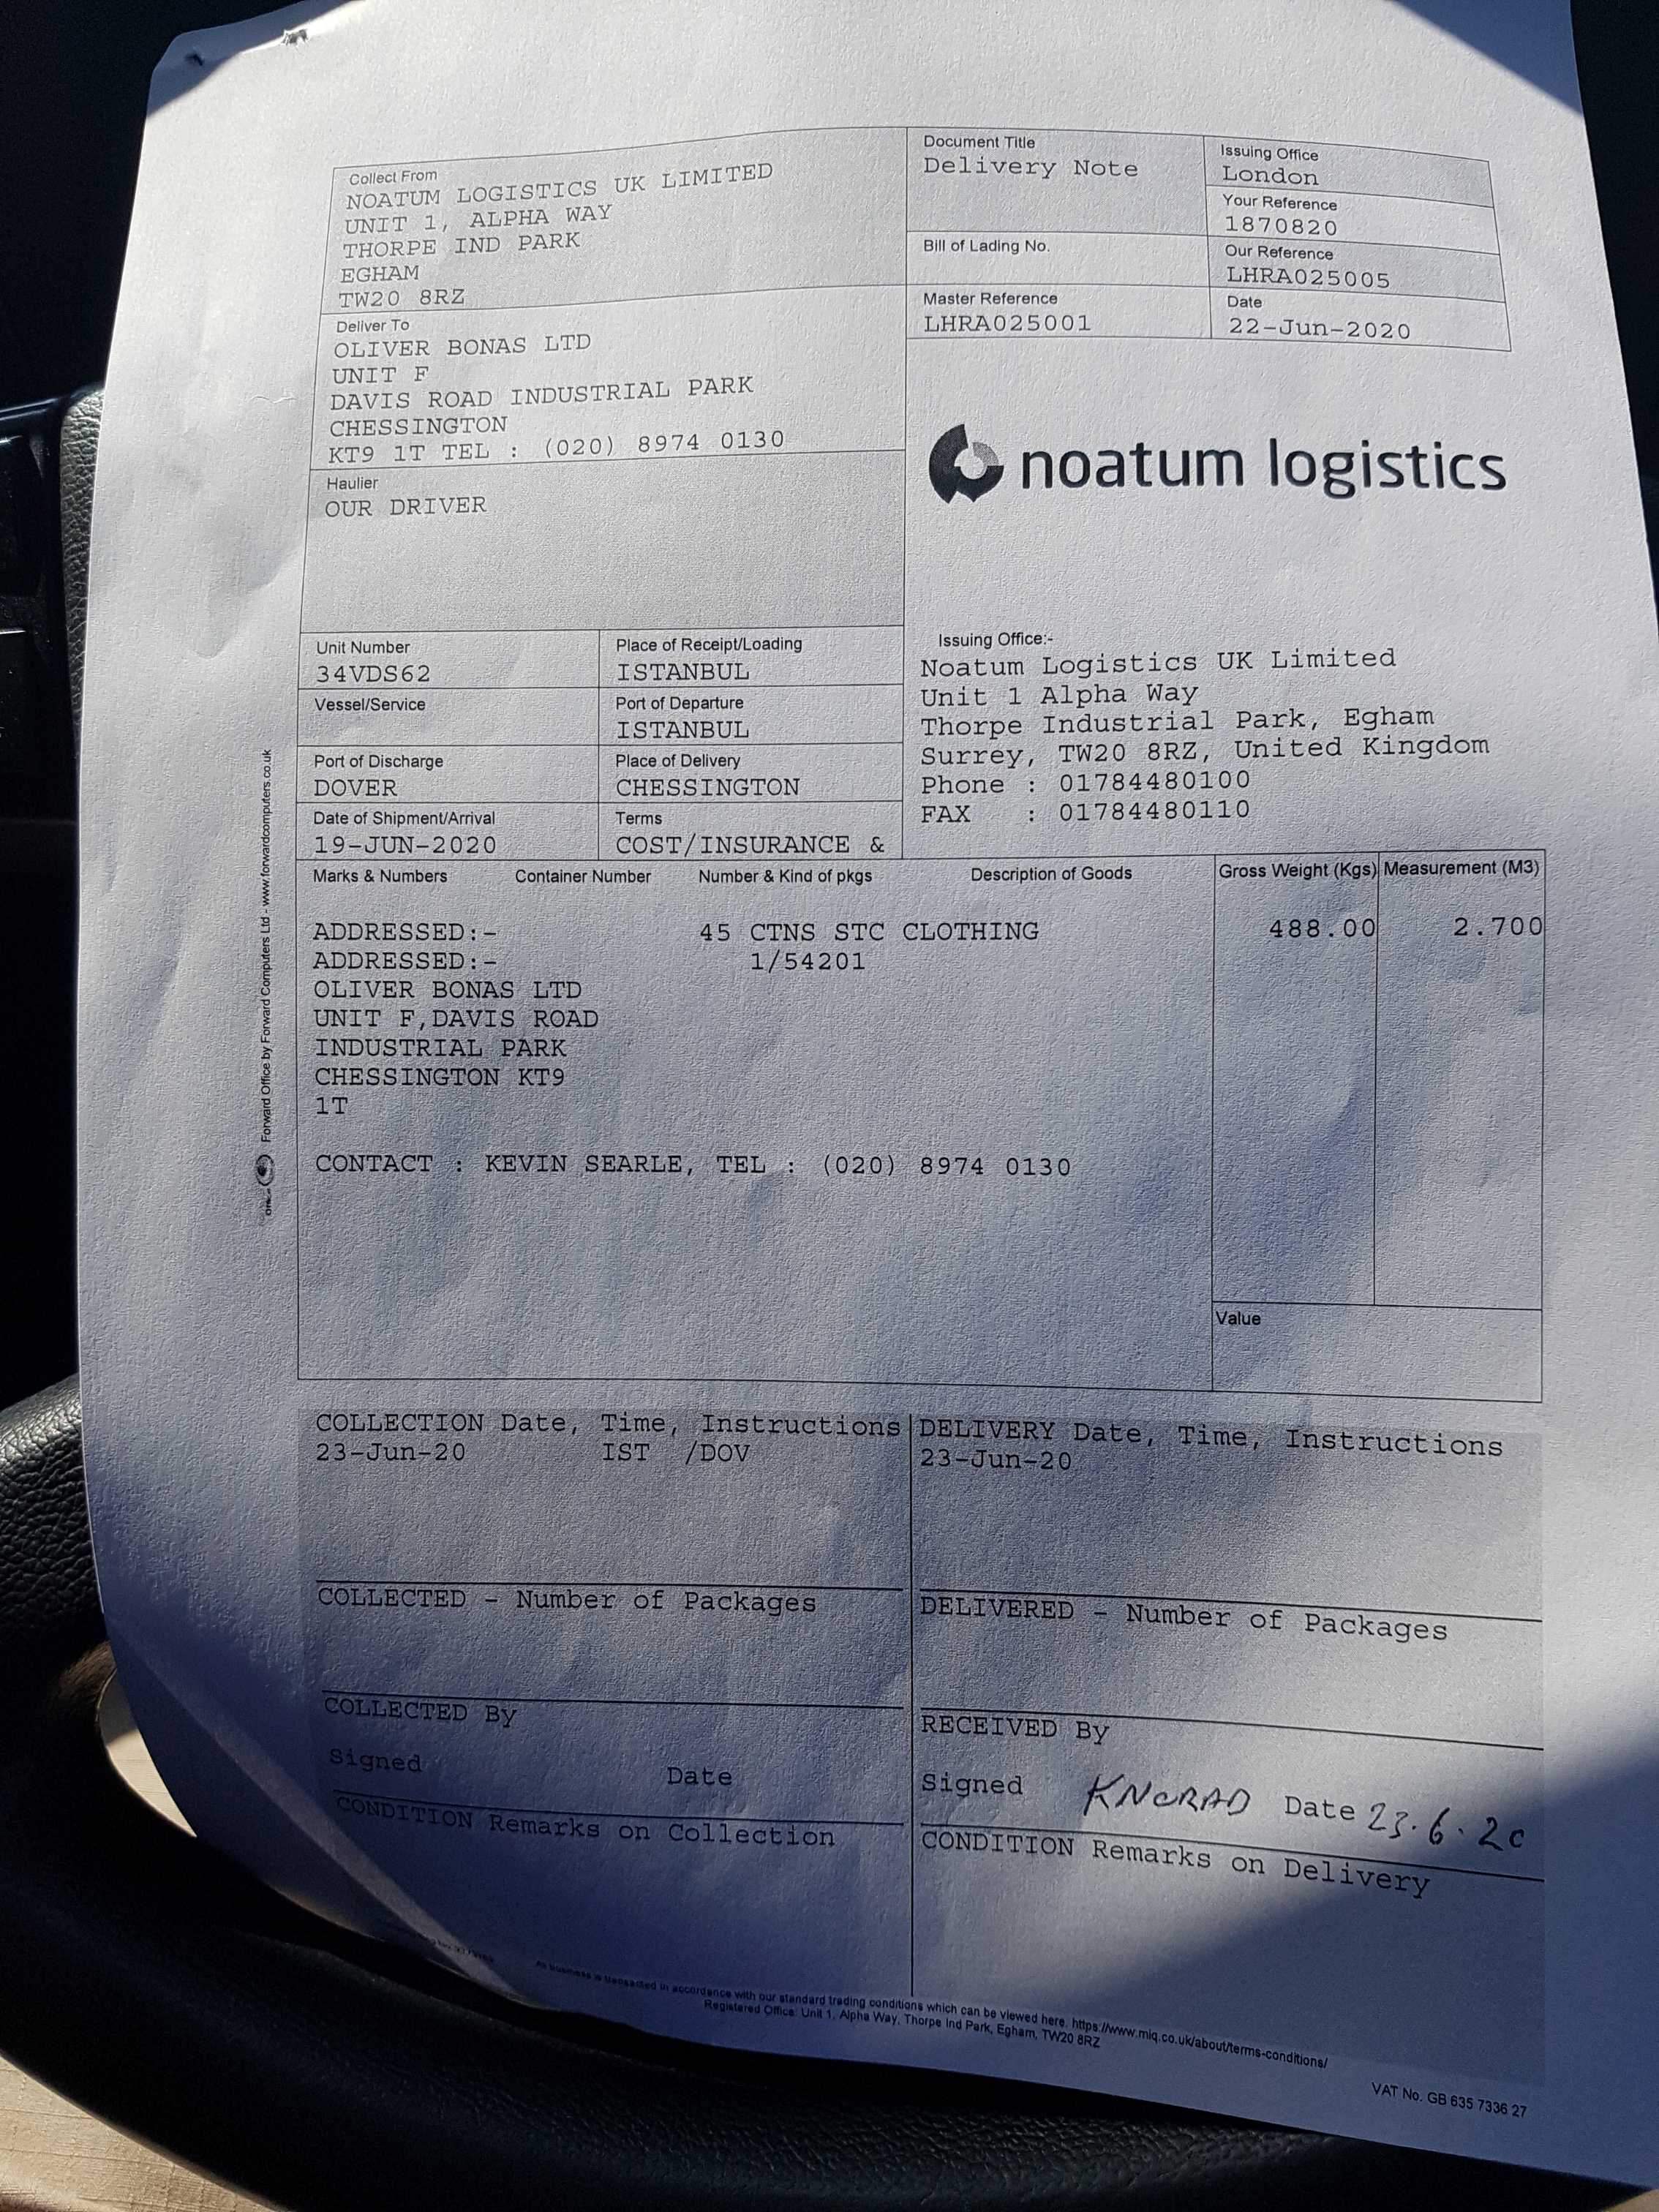 Collect From
NOATUM LOGISTICS UK LIMITED
UNIT 1, ALPHA WAY
THORPE IND PARK
EGHAM
TW20 8RZ
Document Title
Delivery Note
Issuing Office
London
Your Reference
1870820
Bill of Lading No.
Our Reference
LHRA025005
Master Reference
LHRA025001
Date
22-Jun-2020
Deliver To
OLIVER BONAS LTD
UNIT F
DAVIS ROAD INDUSTRIAL PARK
CHESSINGTON
KT9 1T TEL : (020) 8974 0130
Haulier
OUR DRIVER
noatum logistics
Unit Number
34VDS62
Place of Receipt/Loading
ISTANBUL
Vessel/Service
Port of Departure
ISTANBUL
Port of Discharge
DOVER
Place of Delivery
CHESSINGTON
Date of Shipment/Arrival
19-JUN-2020
Terms
COST/INSURANCE &
Issuing Office:-
Noatum Logistics UK Limited
Unit 1 Alpha Way
Thorpe Industrial Park, Egham
Surrey, TW20 8RZ, United Kingdom
Phone : 01784480100
FAX : 01784480110
Marks & Numbers Container Number Number & Kind of pkgs Description of Goods Gross Weight (Kgs) Measurement (M3)
ADDRESSED:- 45 CTNS STC CLOTHING 488.00 2.700
ADDRESSED:- 1/54201
OLIVER BONAS LTD
UNIT F,DAVIS ROAD
INDUSTRIAL PARK
CHESSINGTON KT9
1T
CONTACT : KEVIN SEARLE, TEL : (020) 8974 0130
Value
Forward Office by Forward Computers Ltd - www.forwardcomputers.co.uk
COLLECTION Date, Time, Instructions
23-Jun-20 IST /DOV
DELIVERY Date, Time, Instructions
23-Jun-20
COLLECTED - Number of Packages
DELIVERED - Number of Packages
COLLECTED By
Signed Date
RECEIVED By
Signed KNCRAD Date 23.6.20
CONDITION Remarks on Collection
CONDITION Remarks on Delivery
All business is transacted in accordance with our standard trading conditions which can be viewed here. https://www.miq.co.uk/about/terms-conditions/
Registered Office: Unit 1, Alpha Way, Thorpe Ind Park, Egham, TW20 8RZ
VAT No. GB 635 7336 27